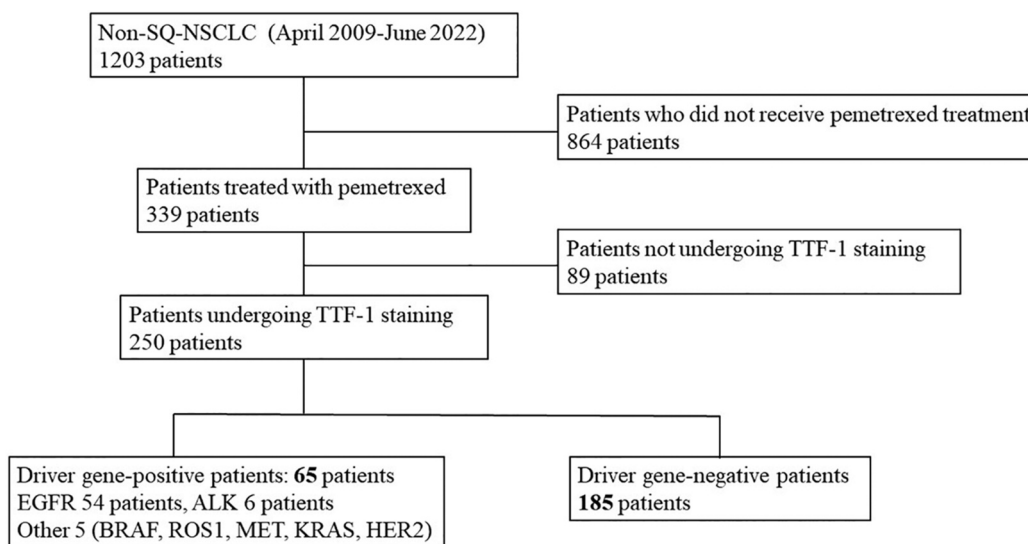 Non-SQ-NSCLC (April 2009-June 2022)
1203 patients
Patients who did not receive pemetrexed treatment
864 patients
Patients treated with pemetrexed
339 patients
Patients not undergoing TTF-1 staining
89 patients
Patients undergoing TTF-1 staining
250 patients
Driver gene-positive patients: 65 patients
EGFR 54 patients, ALK 6 patients
Other 5 (BRAF, ROS1, MET, KRAS, HER2)
Driver gene-negative patients
185 patients